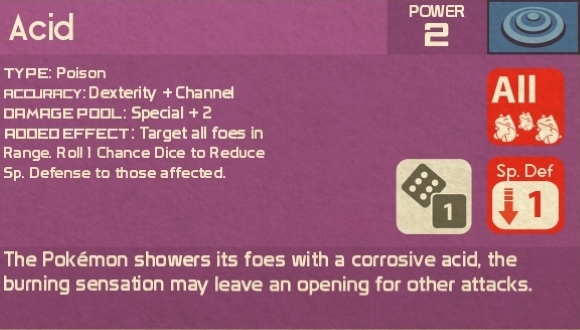 Acid
POWER
2
TYPE: Poison
ACCURACY: Dexterity + Channel
DAMAGE POOL: Special + 2
ADDED EFFECT: Target all foes in
Range. Roll 1 Chance Dice to Reduce
Sp. Defense to those affected.
All
1
Sp. Def
1
The Pokémon showers its foes with a corrosive acid, the
burning sensation may leave an opening for other attacks.